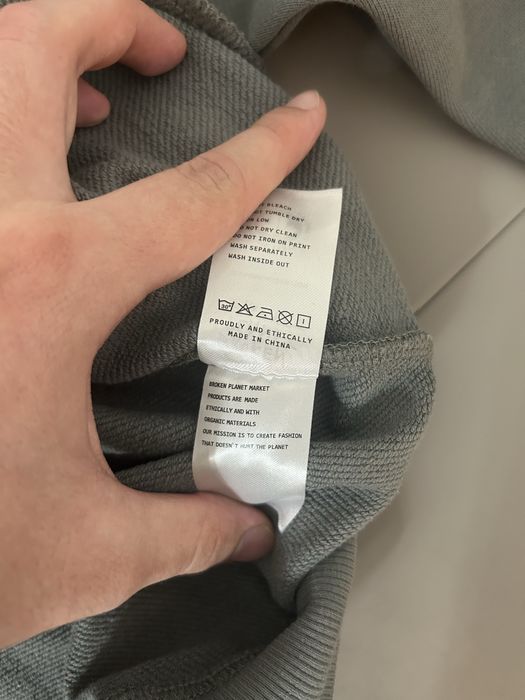 BLEACH
TUMBLE DRY
LOW
NOT DRY CLEAN
DO NOT IRON ON PRINT
WASH SEPARATELY
WASH INSIDE OUT
30°
PROUDLY AND ETHICALLY
MADE IN CHINA
BROKEN PLANET MARKET
PRODUCTS ARE MADE
ETHICALLY AND WITH
ORGANIC MATERIALS
OUR MISSION IS TO CREATE FASHION
THAT DOESN'T HURT THE PLANET